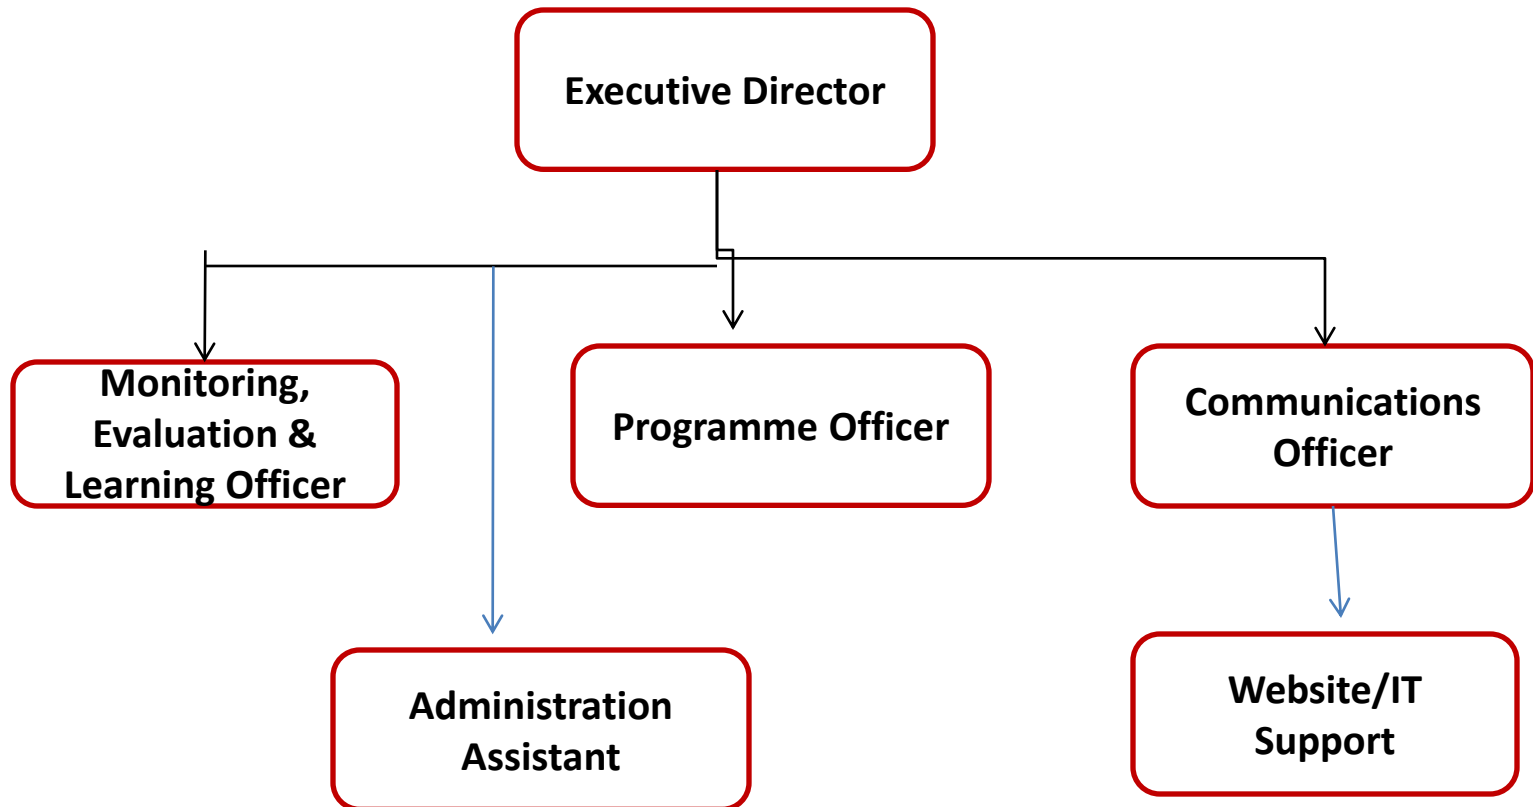 Executive Director
Monitoring,
Evaluation &
Learning Officer
Programme Officer
Communications
Officer
Administration
Assistant
Website/IT
Support